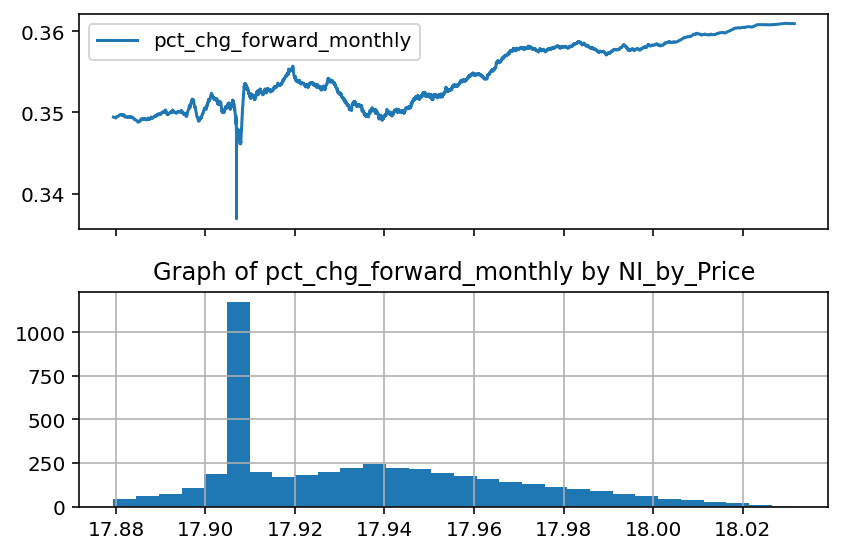 0.36
pct_chg_forward_monthly
0.35
0.34
Graph of pct_chg_forward_monthly by NI_by_Price
1000
750
500
250
0
17.88 17.90 17.92 17.94 17.96 17.98 18.00 18.02